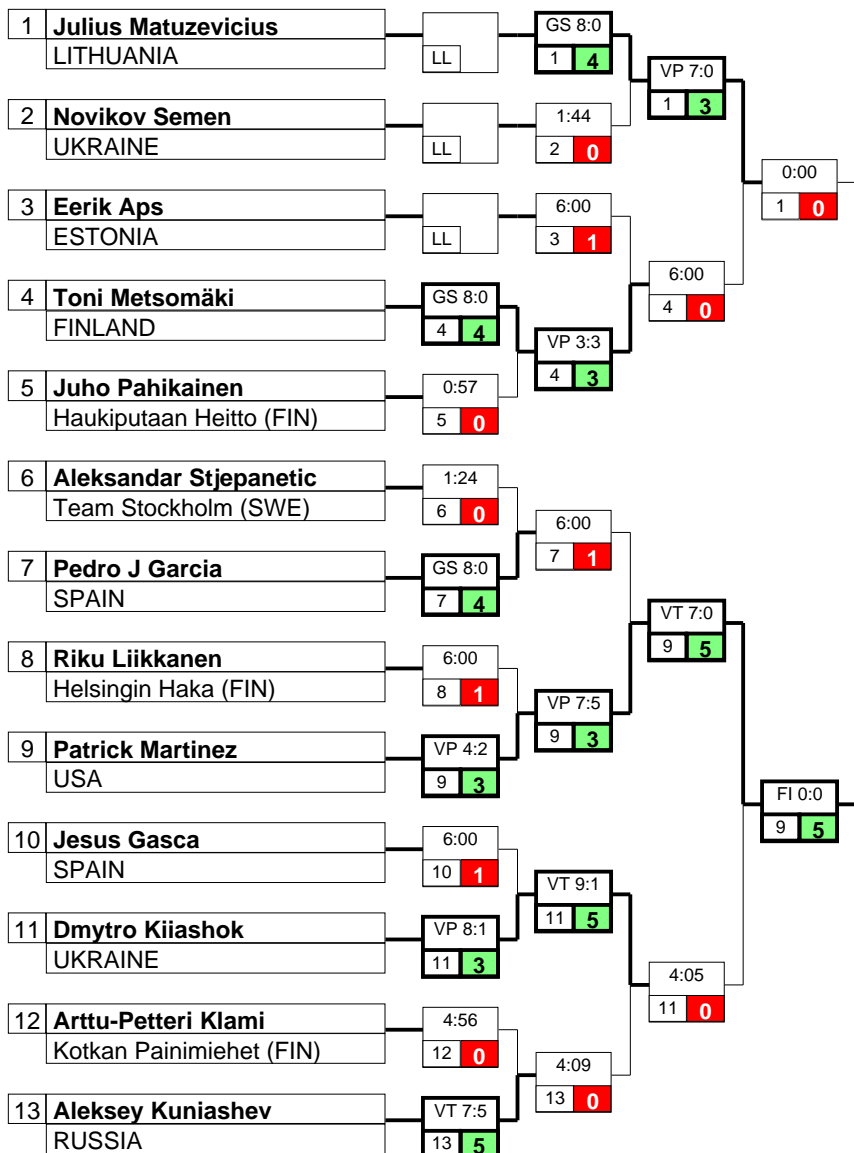 1 Julius Matuzevicius
LITHUANIA
LL
GS 8:0
1 4
VP 7:0
1 3
2 Novikov Semen
UKRAINE
LL
1:44
2 0
0:00
1 0
3 Eerik Aps
ESTONIA
LL
6:00
3 1
6:00
4 0
4 Toni Metsomäki
FINLAND
GS 8:0
4 4
VP 3:3
4 3
5 Juho Pahikainen
Haukiputaan Heitto (FIN)
0:57
5 0
6 Aleksandar Stjepanetic
Team Stockholm (SWE)
1:24
6 0
6:00
7 1
7 Pedro J Garcia
SPAIN
GS 8:0
7 4
VT 7:0
9 5
8 Riku Liikkanen
Helsingin Haka (FIN)
6:00
8 1
VP 7:5
9 3
9 Patrick Martinez
USA
VP 4:2
9 3
FI 0:0
9 5
10 Jesus Gasca
SPAIN
6:00
10 1
VT 9:1
11 5
11 Dmytro Kiiashok
UKRAINE
VP 8:1
11 3
4:05
11 0
12 Arttu-Petteri Klami
Kotkan Painimiehet (FIN)
4:56
12 0
4:09
13 0
13 Aleksey Kuniashev
RUSSIA
VT 7:5
13 5